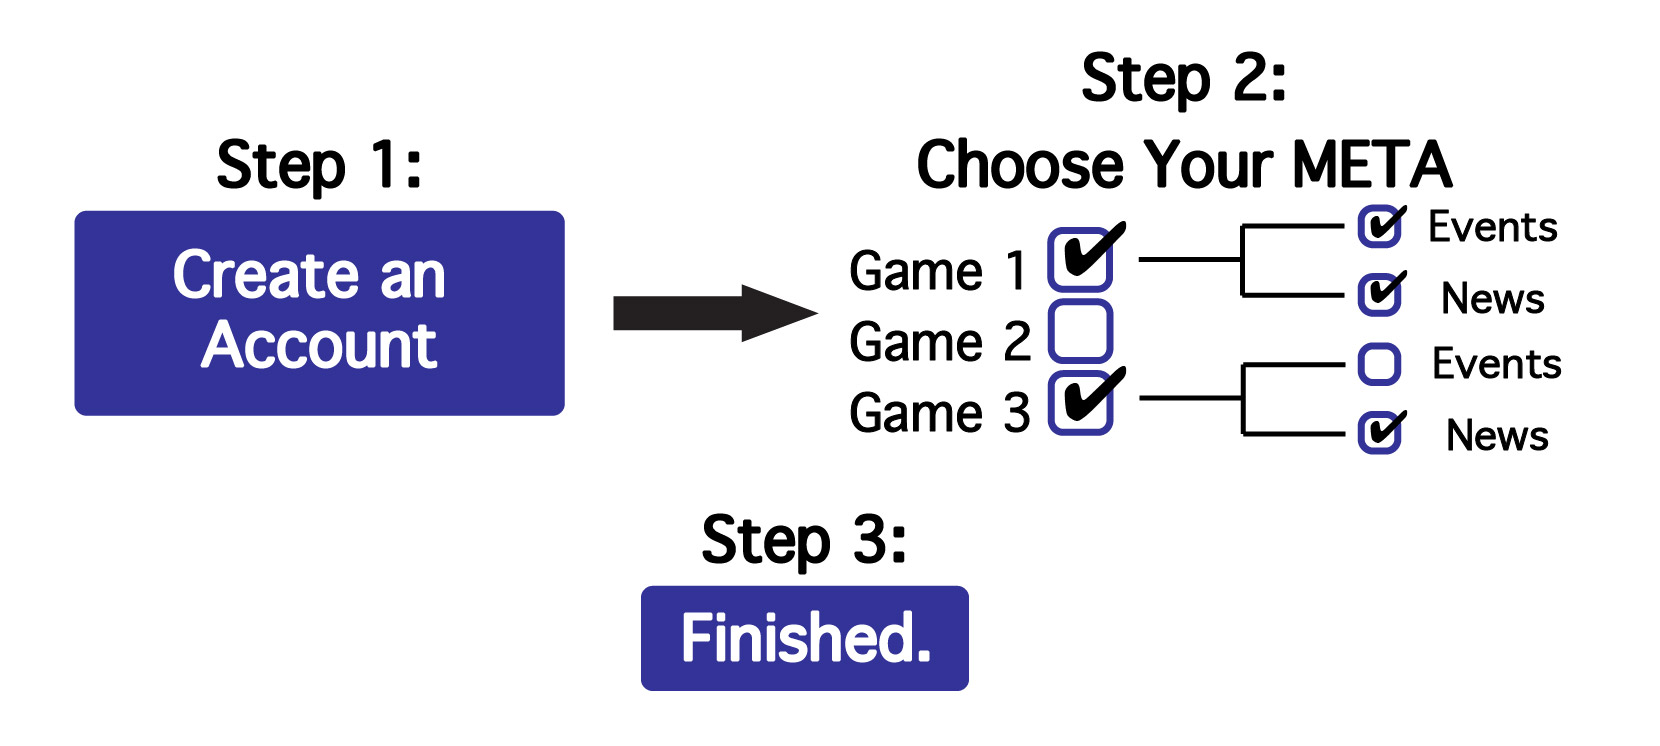 Step 1:
Create an
Account
Step 2:
Choose Your META
Game 1
Events
News
Game 2
Game 3
Events
News
Step 3:
Finished.